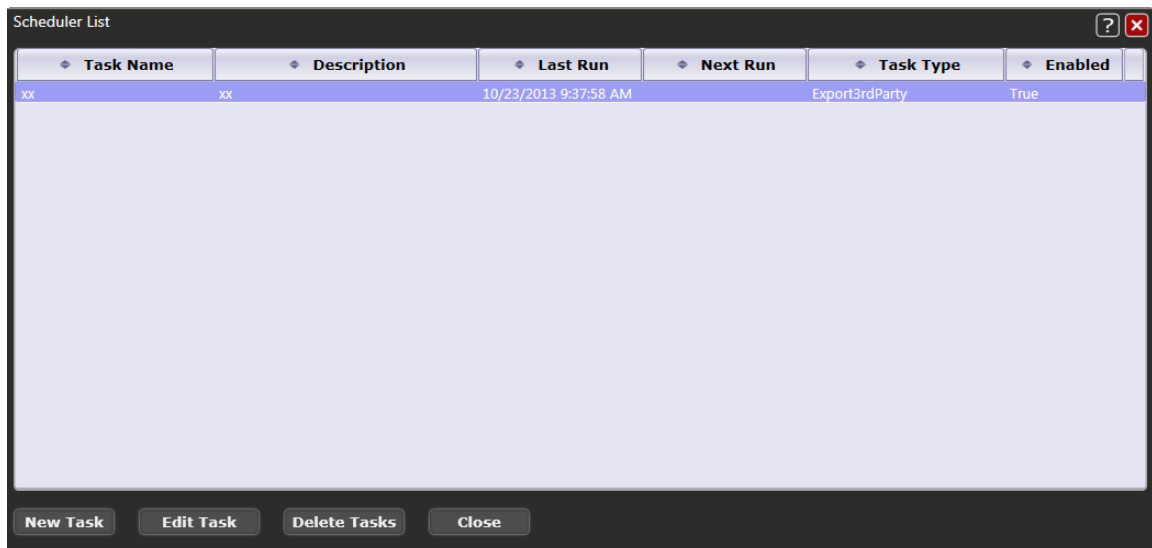 Scheduler List ?
Task Name Description Last Run Next Run Task Type Enabled
xx xx 10/23/2013 9:37:58 AM Export3rdParty True
New Task Edit Task Delete Tasks Close